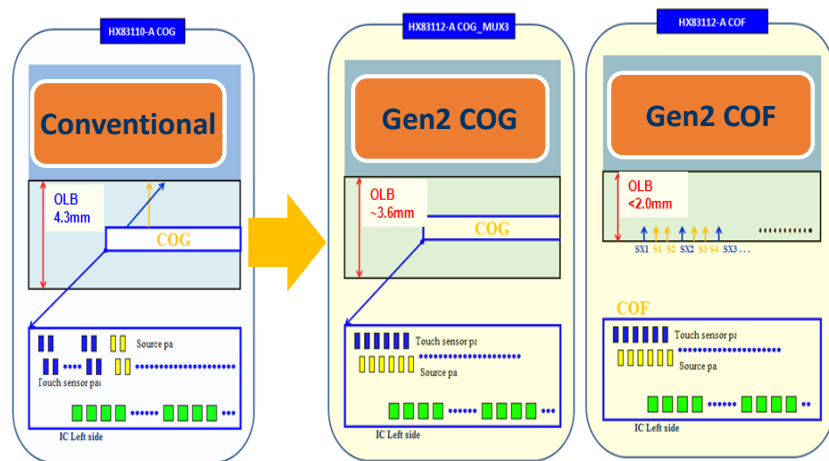 HX83110-A COG
Conventional
OLB
4.3mm
COG
Source pa
Touch sensor pad
IC Left side
HX83112-A COG_MUX3
Gen2 COG
OLB
~3.6mm
COG
Touch sensor pa
Source pa
IC Left side
HX83112-A COF
Gen2 COF
OLB
<2.0mm
SX1 S1 S2 SX2 S3 S4 SX3 ...
COF
Touch sensor pa
Source pa
IC Left side